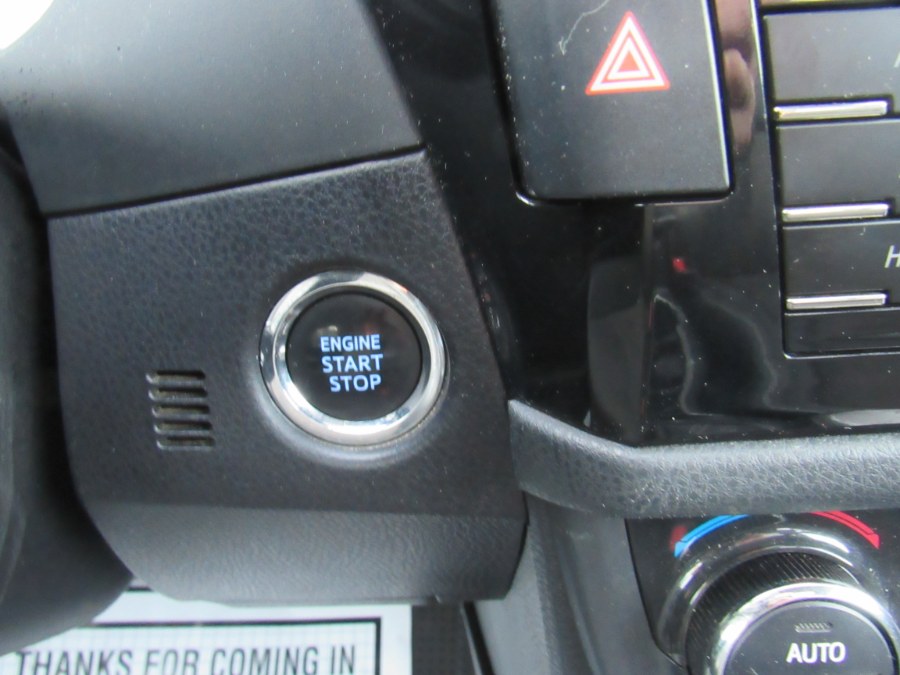 ENGINE
START
STOP
AUTO
THANKS FOR COMING IN